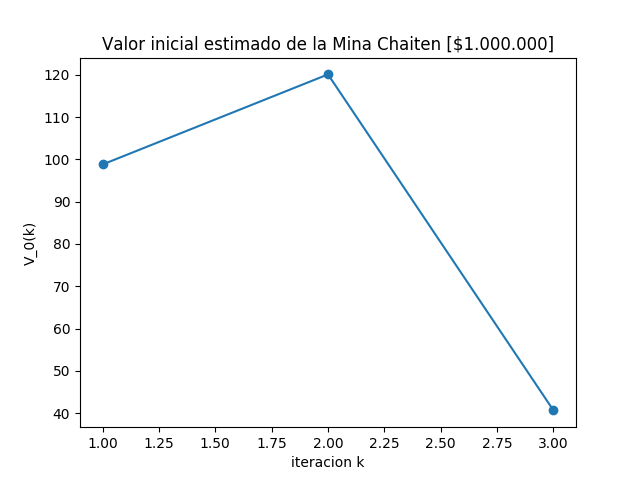 Valor inicial estimado de la Mina Chaiten [$1.000.000]
120
110
100
90
80
70
60
50
40
V_0(k)
1.00 1.25 1.50 1.75 2.00 2.25 2.50 2.75 3.00
iteracion k